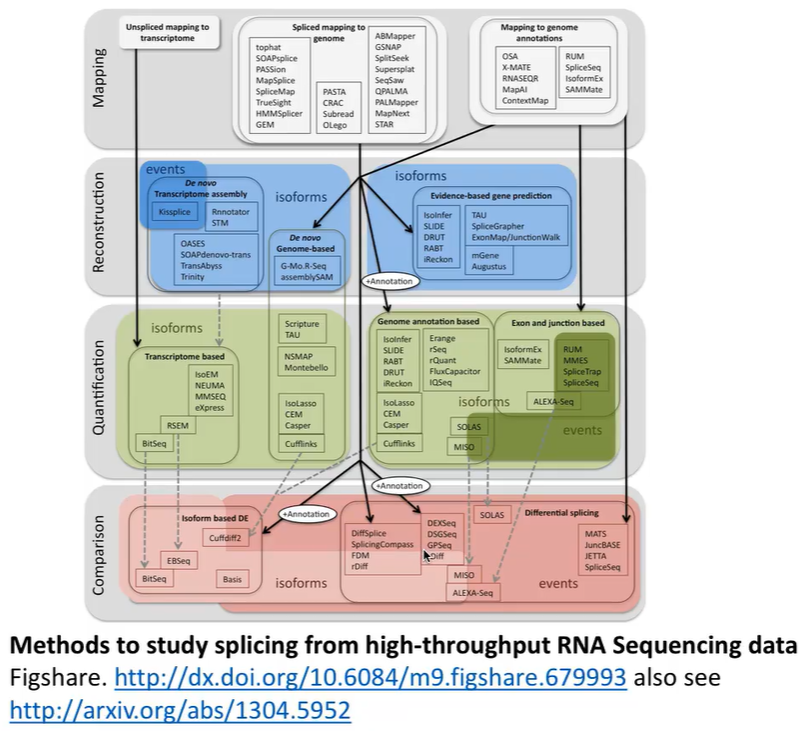 Mapping
Unspliced mapping to
transcriptome
Spliced mapping to
genome
tophat
SOAPsplice
PASSion
MapSplice
SpliceMap
TrueSight
HMMSplicer
GEM
PASTA
CRAC
Subread
OLego
ABMapper
GSNAP
SplitSeek
Supersplat
SeqSaw
QPALMA
PALMapper
MapNext
STAR
Mapping to genome
annotations
OSA
X-MATE
RNASEQR
MapAI
ContextMap
RUM
SpliceSeq
IsoformEx
SAMMate
Reconstruction
events
De novo
Transcriptome assembly
Kissplice
Rnnotator
STM
OASES
SOAPdenovo-trans
TransAbyss
Trinity
isoforms
De novo
Genome-based
G-Mo.R-Seq
assemblySAM
isoforms
Evidence-based gene prediction
IsoInfer
SLIDE
DRUT
RABT
iReckon
TAU
SpliceGrapher
ExonMap/JunctionWalk
mGene
Augustus
+Annotation
Quantification
isoforms
Transcriptome based
IsoEM
NEUMA
MMSEQ
eXpress
RSEM
BitSeq
Scripture
TAU
NSMAP
Montebello
IsoLasso
CEM
Casper
Cufflinks
Genome annotation based
IsoInfer
SLIDE
RABT
DRUT
iReckon
Erange
rSeq
rQuant
FluxCapacitor
IQSeq
IsoLasso
CEM
Casper
Cufflinks
isoforms
SOLAS
MISO
Exon and junction based
IsoformEx
SAMMate
RUM
MMES
SpliceTrap
SpliceSeq
ALEXA-Seq
events
+Annotation
+Annotation
Comparison
Isoform based DE
Cuffdiff2
EBSeq
BitSeq
Basis
isoforms
DiffSplice
SplicingCompass
FDM
rDiff
DEXSeq
DSGSeq
GPSeq
SOLAS
MISO
ALEXA-Seq
Differential splicing
MATS
JuncBASE
JETTA
SpliceSeq
events
Methods to study splicing from high-throughput RNA Sequencing data
Figshare. http://dx.doi.org/10.6084/m9.figshare.679993 also see
http://arxiv.org/abs/1304.5952